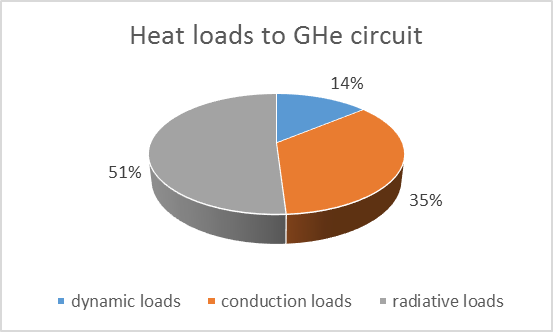 Heat loads to GHe circuit
14%
51%
35%
dynamic loads conduction loads radiative loads